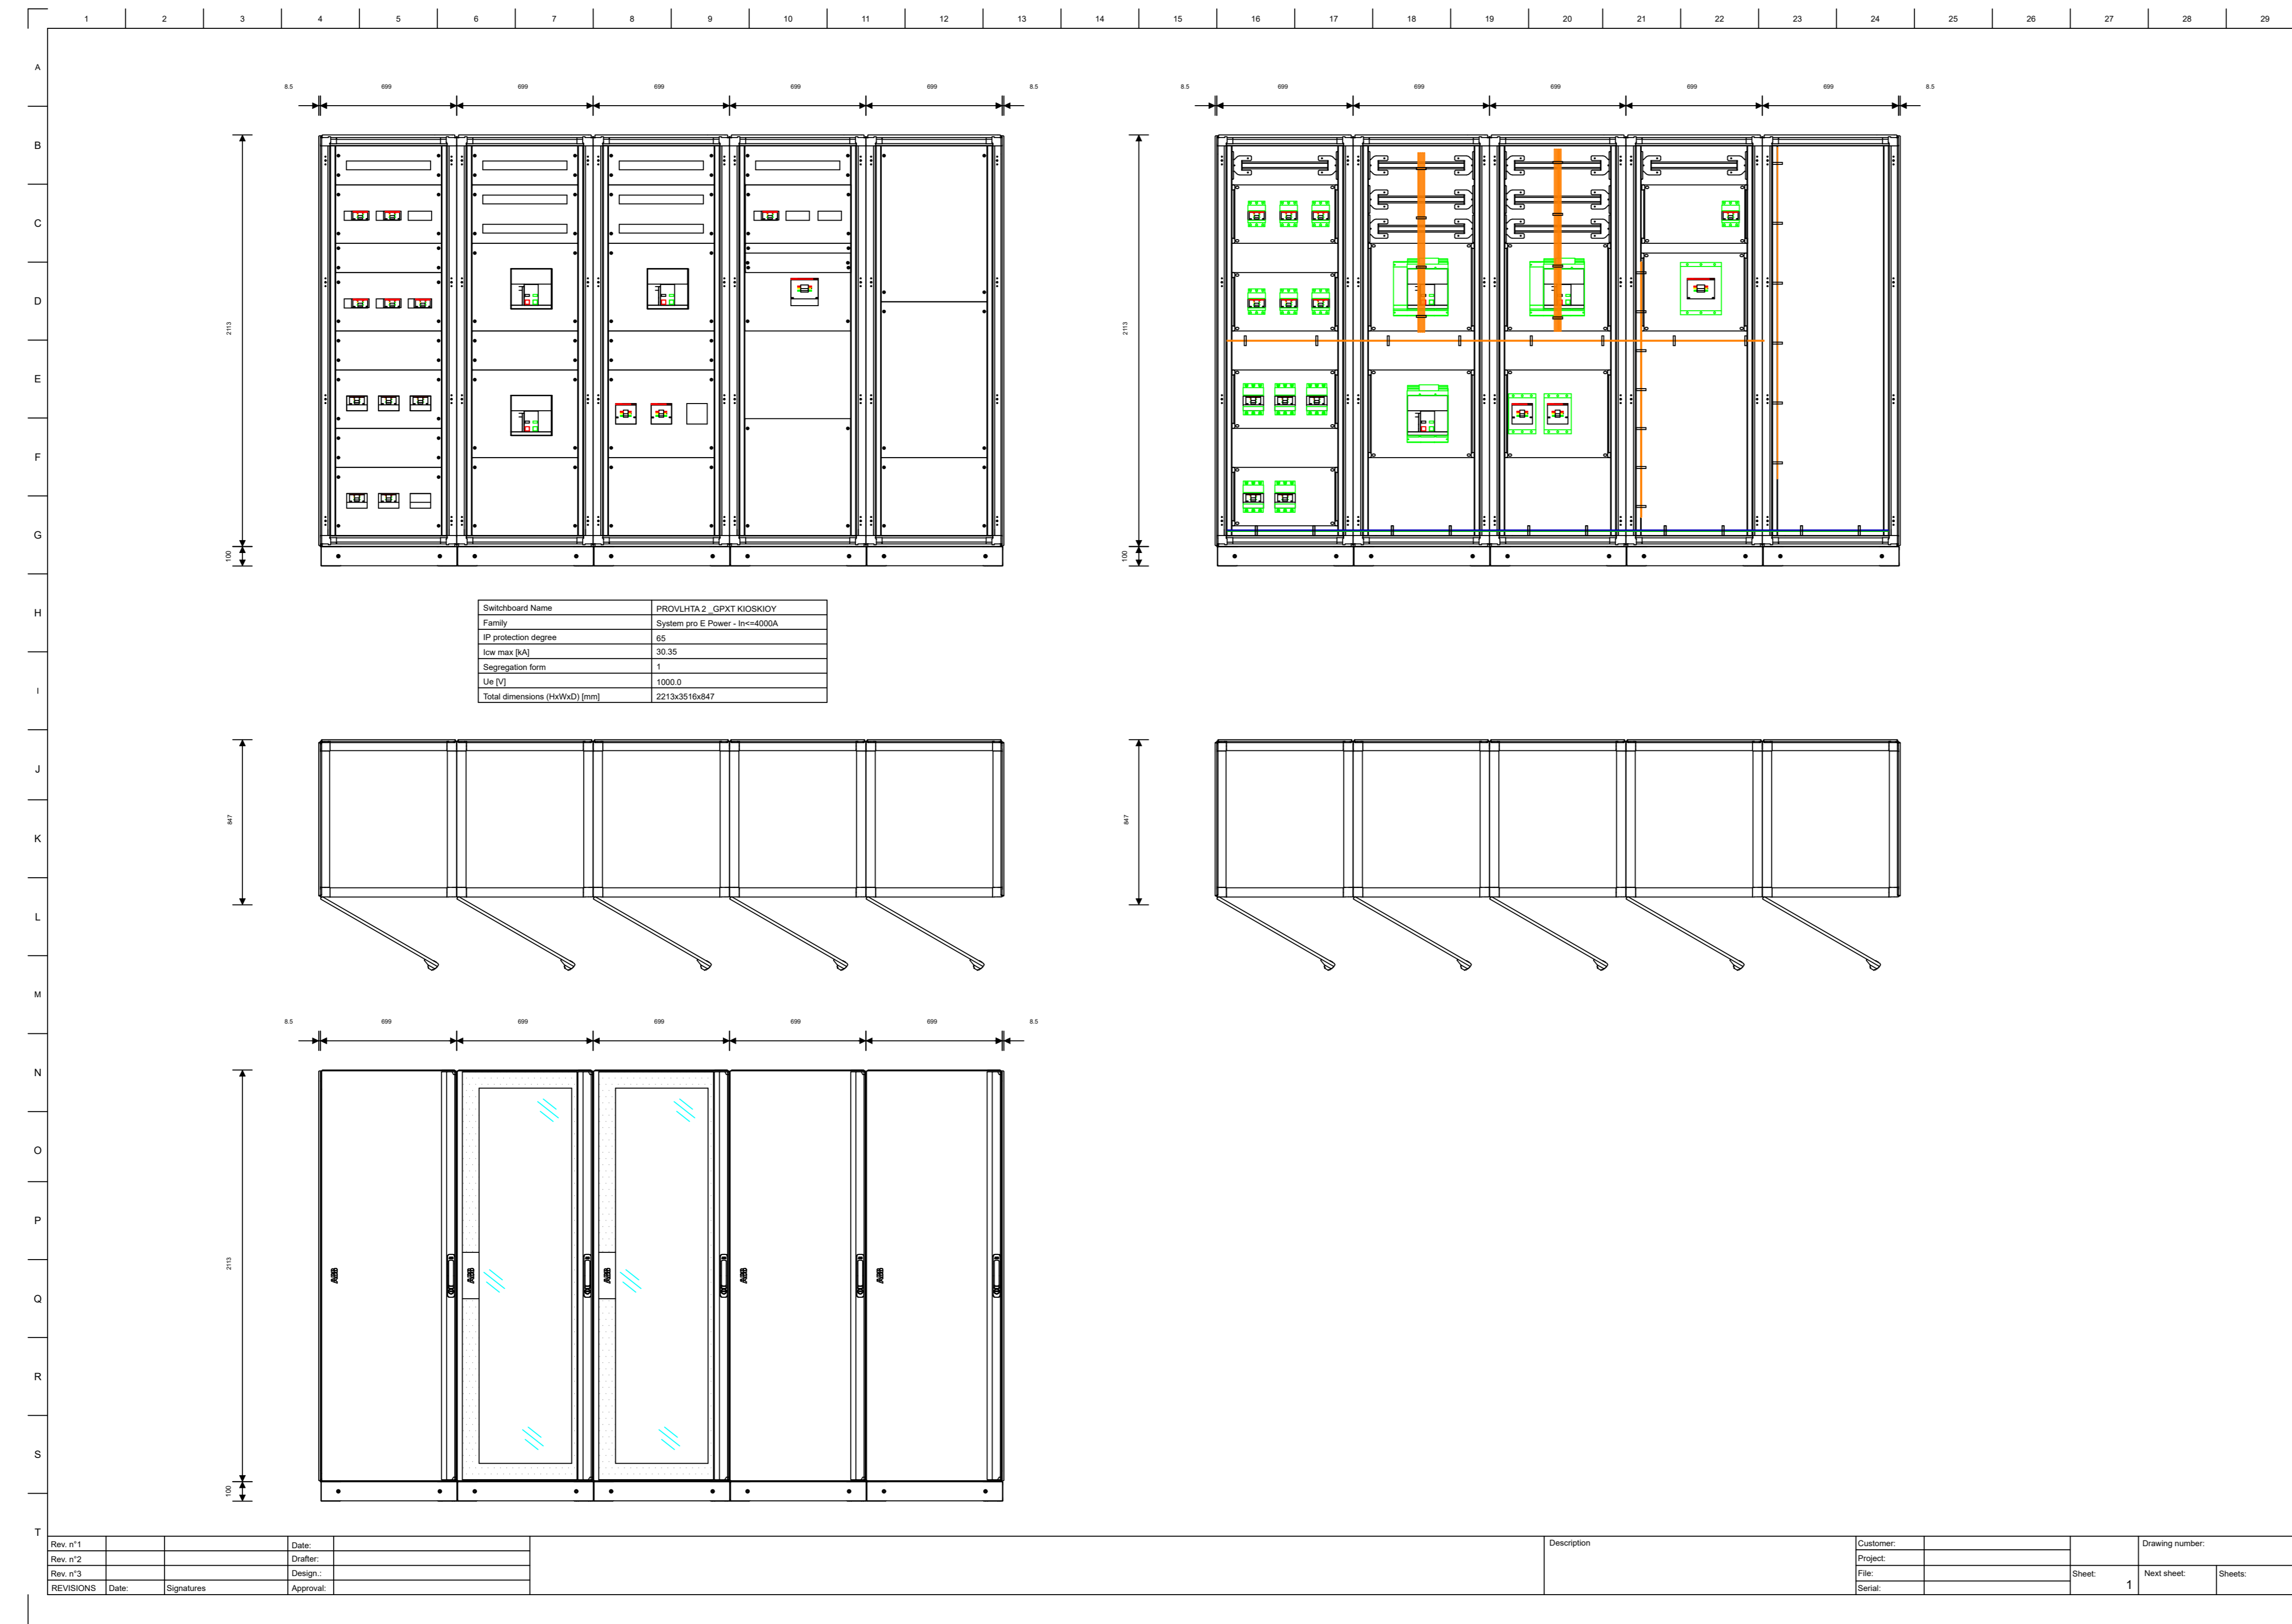 1 2 3 4 5 6 7 8 9 10 11 12 13 14 15 16 17 18 19 20 21 22 23 24 25 26 27 28 29
A
8.5 699 699 699 699 699 8.5 8.5 699 699 699 699 699 8.5
B
C
D
2113 2113
E
F
G
100 100
H
Switchboard Name PROVLHTA 2 _GPXT KIOSKIOY
Family System pro E Power - In<=4000A
IP protection degree 65
Icw max [kA] 30.35
Segregation form 1
Ue [V] 1000.0
Total dimensions (HxWxD) [mm] 2213x3516x847
I
J
847 847
K
L
M
8.5 699 699 699 699 699 8.5
N
O
P
2113
ABB ABB ABB ABB ABB
Q
R
S
100
T
Rev. n°1 Date: Description Customer: Drawing number:
Rev. n°2 Drafter: Project:
Rev. n°3 Design.: File: Sheet: 1 Next sheet: Sheets:
REVISIONS Date: Signatures Approval: Serial: